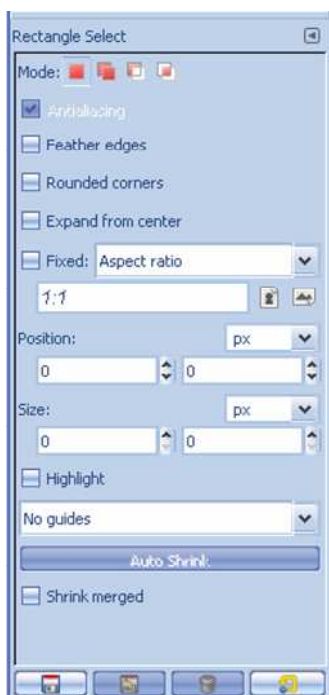 Rectangle Select
Mode:
Antialiasing
Feather edges
Rounded corners
Expand from center
Fixed: Aspect ratio
1:1
Position: px
0 0
Size: px
0 0
Highlight
No guides
Auto Shrink
Shrink merged